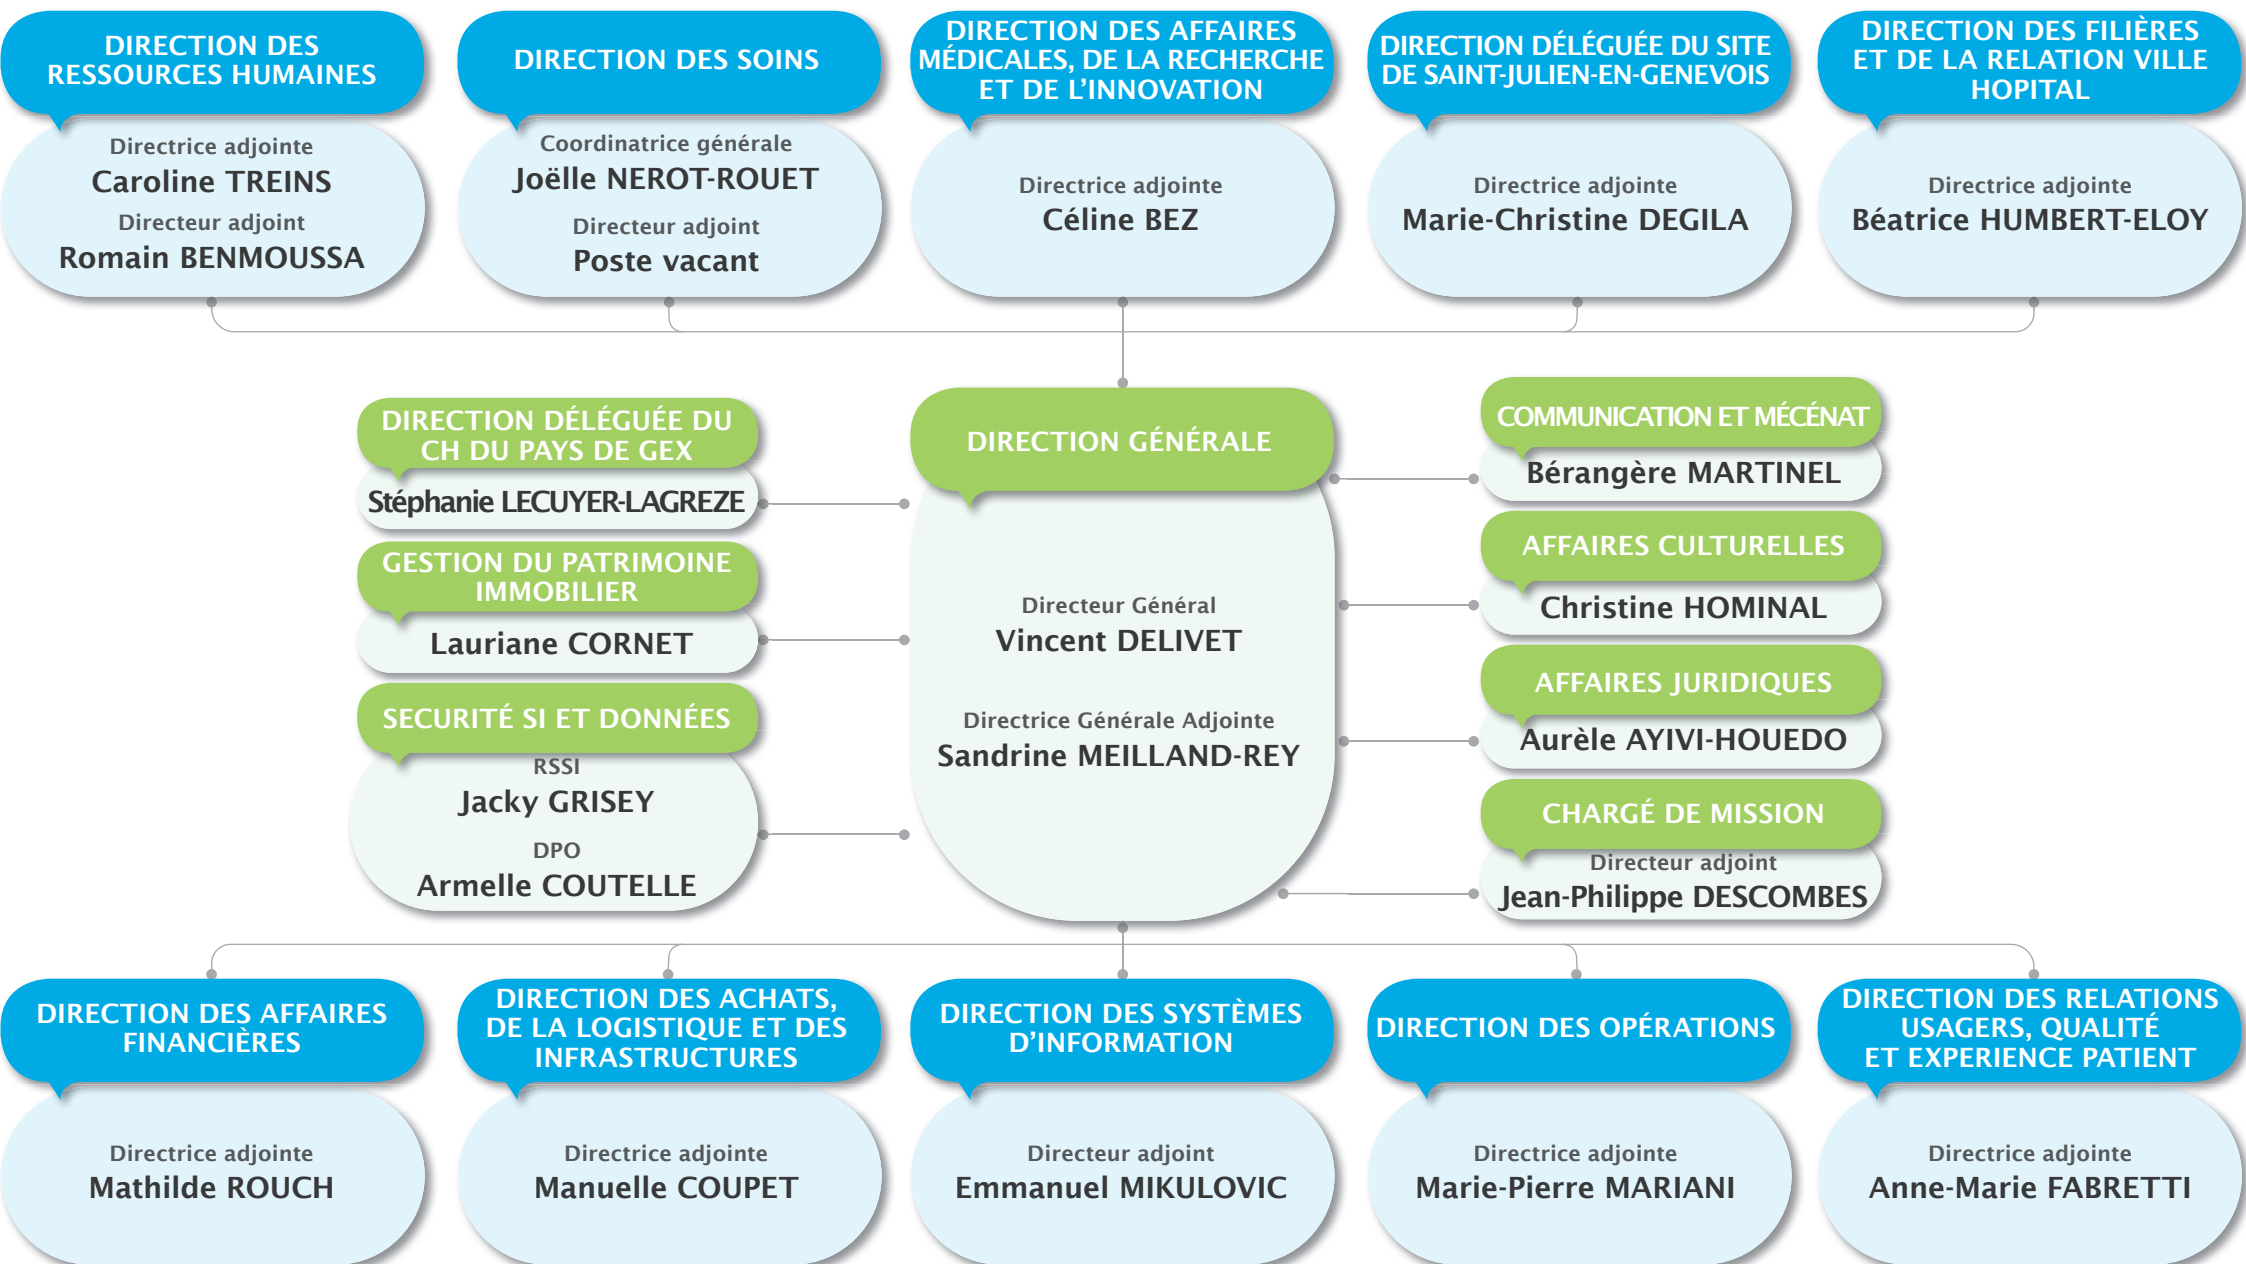 DIRECTION DES
RESSOURCES HUMAINES
Directrice adjointe
Caroline TREINS
Directeur adjoint
Romain BENMOUSSA
DIRECTION DES SOINS
Coordinatrice générale
Joëlle NEROT-ROUET
Directeur adjoint
Poste vacant
DIRECTION DES AFFAIRES
MÉDICALES, DE LA RECHERCHE
ET DE L'INNOVATION
Directrice adjointe
Céline BEZ
DIRECTION DÉLÉGUÉE DU SITE
DE SAINT-JULIEN-EN-GENEVOIS
Directrice adjointe
Marie-Christine DEGILA
DIRECTION DES FILIÈRES
ET DE LA RELATION VILLE
HOPITAL
Directrice adjointe
Béatrice HUMBERT-ELOY
DIRECTION DÉLÉGUÉE DU
CH DU PAYS DE GEX
Stéphanie LECUYER-LAGREZE
GESTION DU PATRIMOINE
IMMOBILIER
Lauriane CORNET
SECURITÉ SI ET DONNÉES
RSSI
Jacky GRISEY
DPO
Armelle COUTELLE
DIRECTION GÉNÉRALE
Directeur Général
Vincent DELIVET
Directrice Générale Adjointe
Sandrine MEILLAND-REY
COMMUNICATION ET MÉCÉNAT
Bérangère MARTINEL
AFFAIRES CULTURELLES
Christine HOMINAL
AFFAIRES JURIDIQUES
Aurèle AYIVI-HOUEDO
CHARGÉ DE MISSION
Directeur adjoint
Jean-Philippe DESCOMBES
DIRECTION DES AFFAIRES
FINANCIÈRES
Directrice adjointe
Mathilde ROUCH
DIRECTION DES ACHATS,
DE LA LOGISTIQUE ET DES
INFRASTRUCTURES
Directrice adjointe
Manuelle COUPET
DIRECTION DES SYSTÈMES
D'INFORMATION
Directeur adjoint
Emmanuel MIKULOVIC
DIRECTION DES OPÉRATIONS
Directrice adjointe
Marie-Pierre MARIANI
DIRECTION DES RELATIONS
USAGERS, QUALITÉ
ET EXPERIENCE PATIENT
Directrice adjointe
Anne-Marie FABRETTI